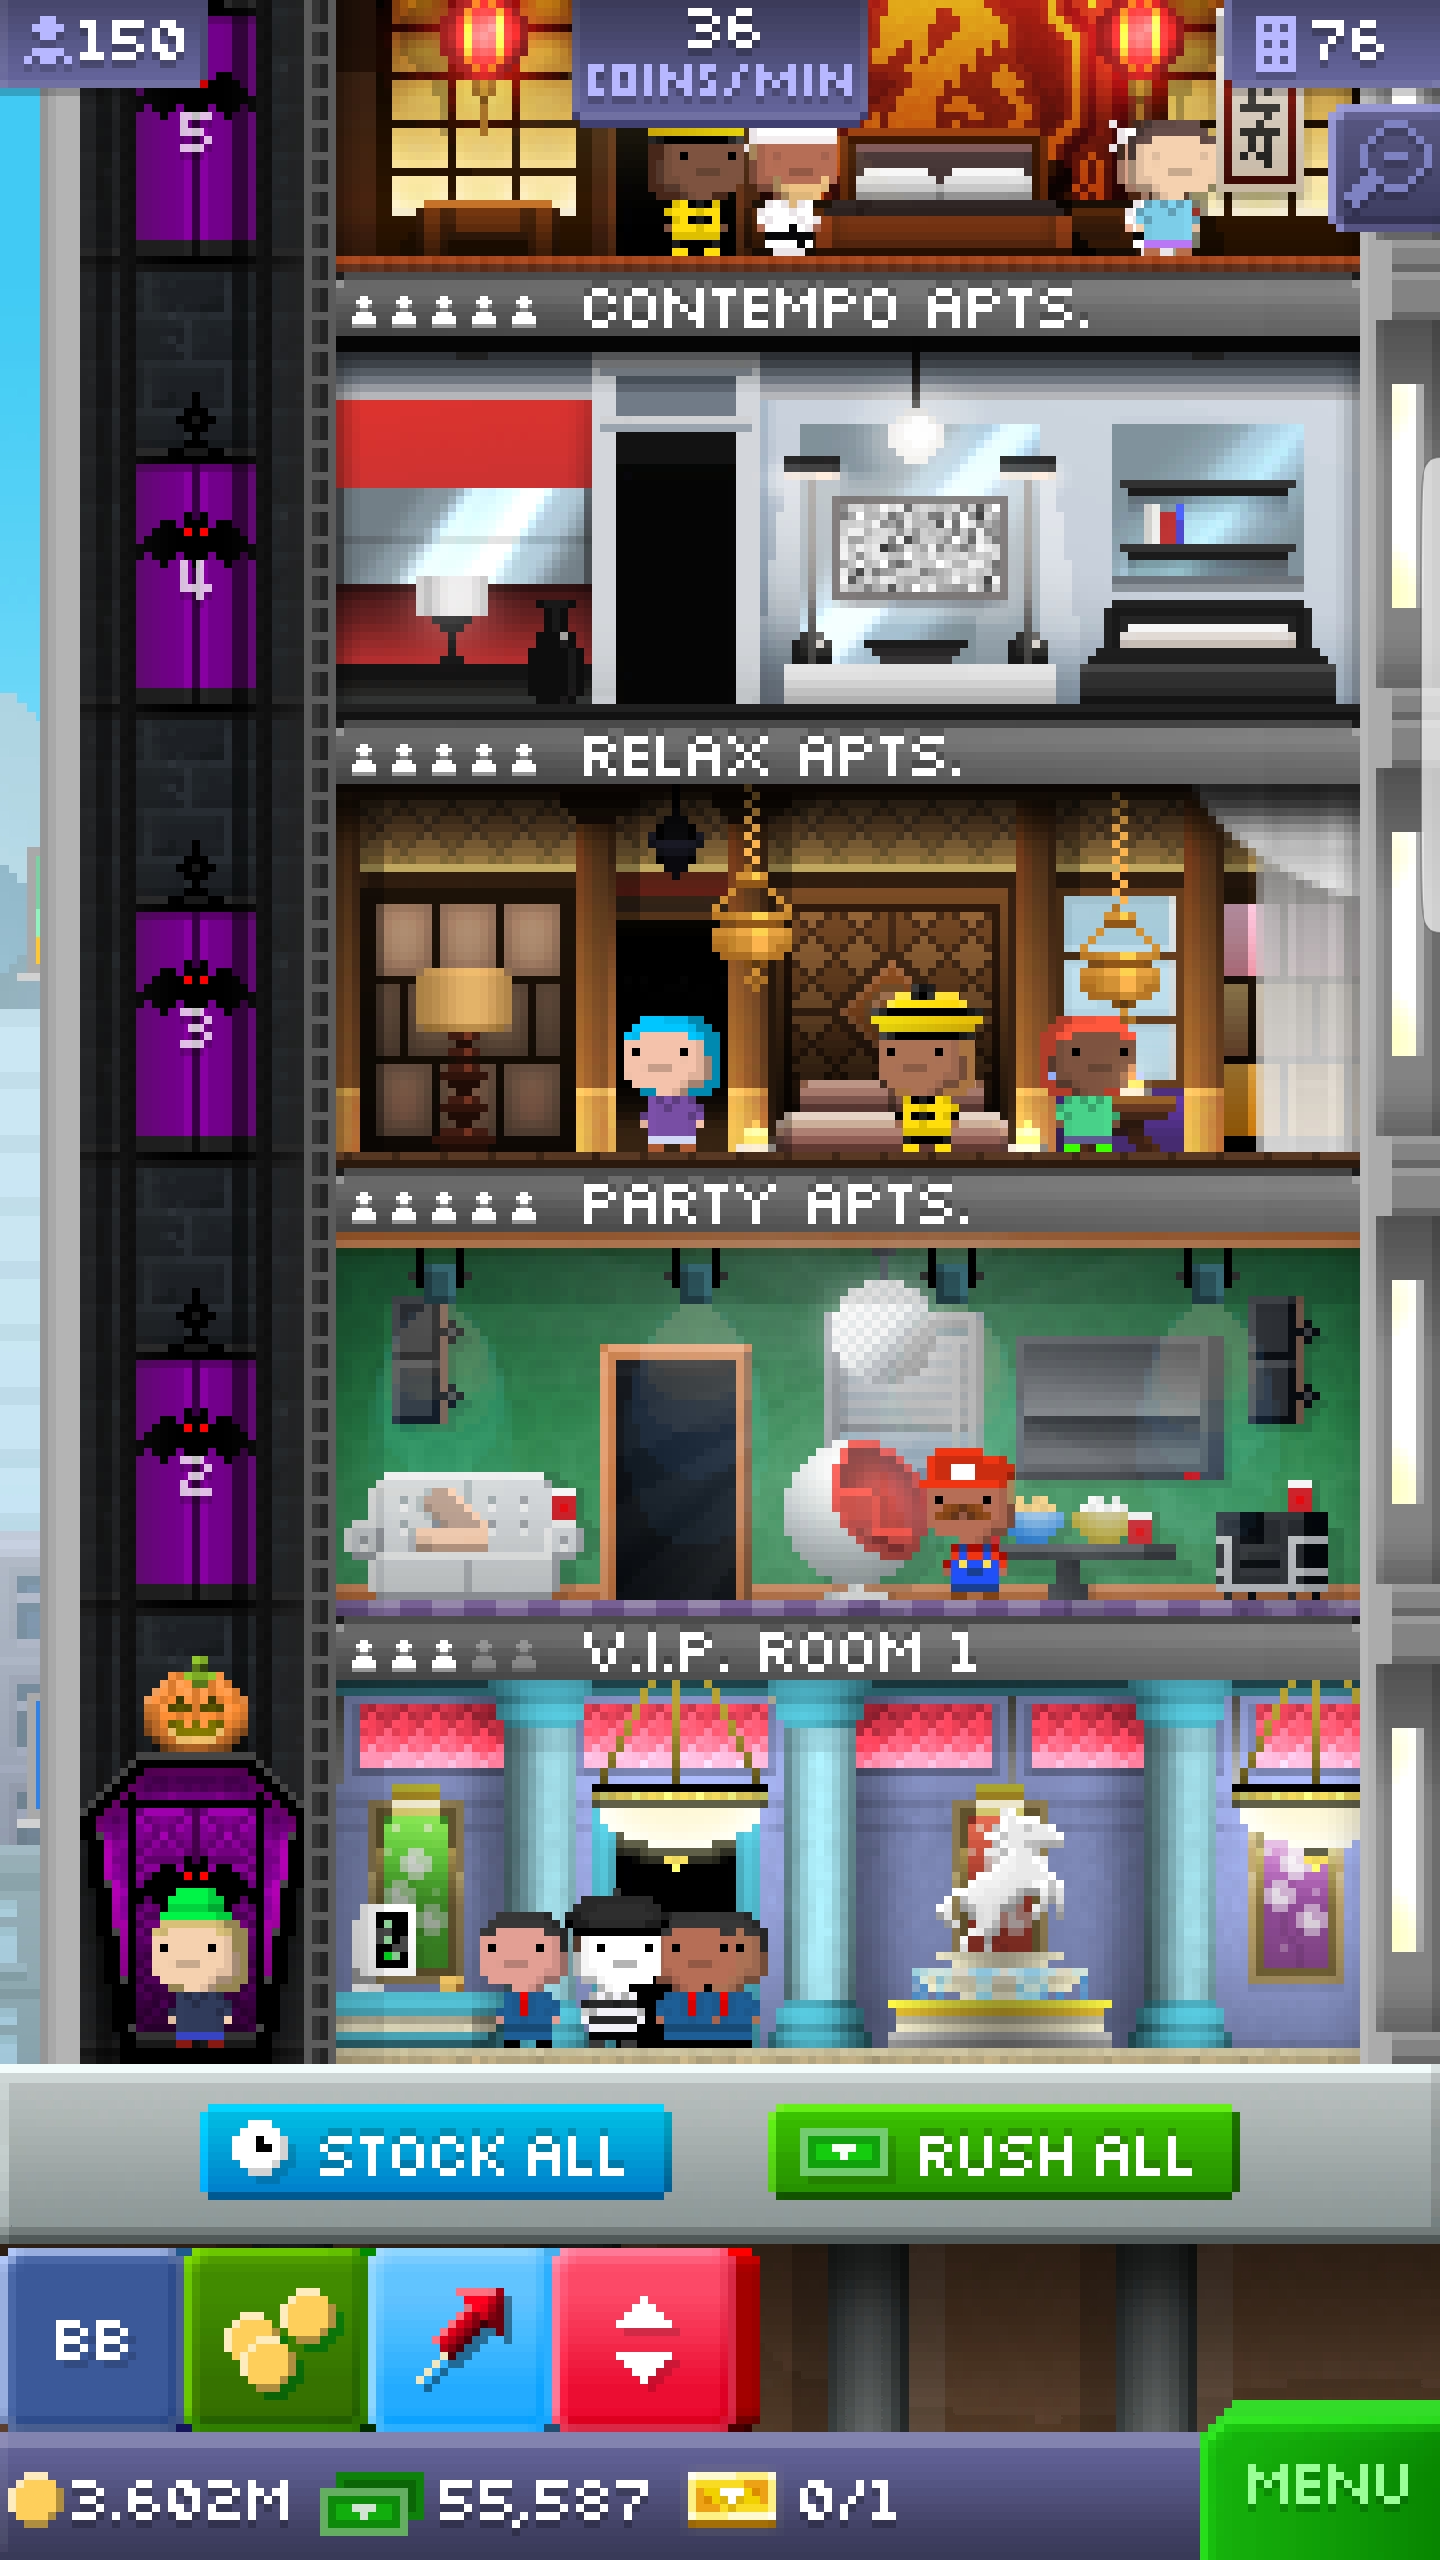 150
36
COINS/MIN
76
5
CONTEMPO APTS.
4
RELAX APTS.
3
PARTY APTS.
2
V.I.P. ROOM 1
STOCK ALL
RUSH ALL
BB
3.602M
55,587
0/1
MENU